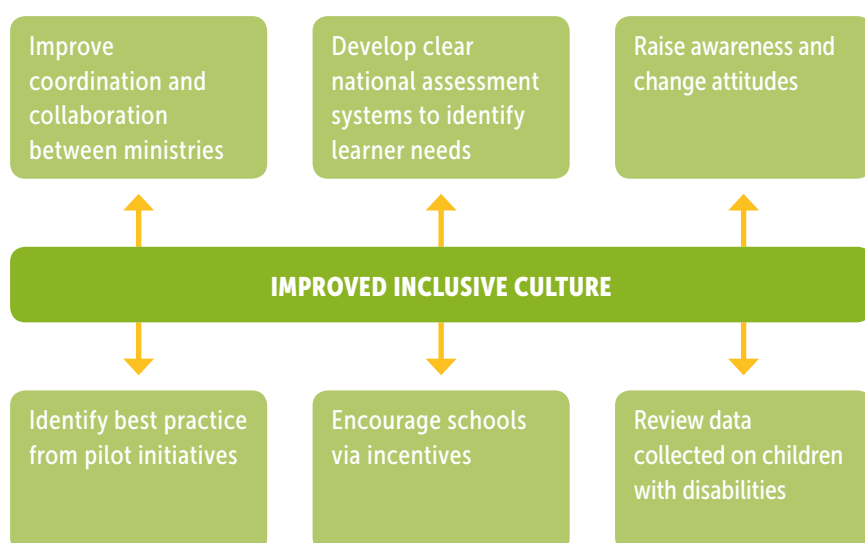 Improve
coordination and
collaboration
between ministries
Develop clear
national assessment
systems to identify
learner needs
Raise awareness and
change attitudes
IMPROVED INCLUSIVE CULTURE
Identify best practice
from pilot initiatives
Encourage schools
via incentives
Review data
collected on children
with disabilities